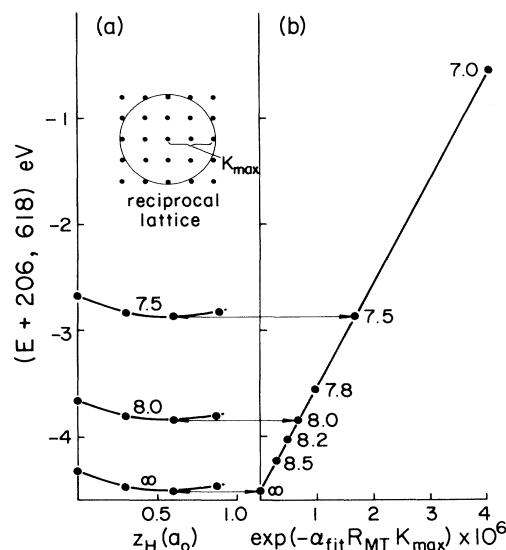 (a)
(b)
7.0
-1
K_max
reciprocal
lattice
(E + 206, 618) eV
-2
7.5
7.5
-3
7.8
8.0
8.0
8.2
-4
8.5
∞
∞
0.5
1.0
1
2
3
4
z_H (a_o)
exp(-α_fit R_MT K_max) × 10^6